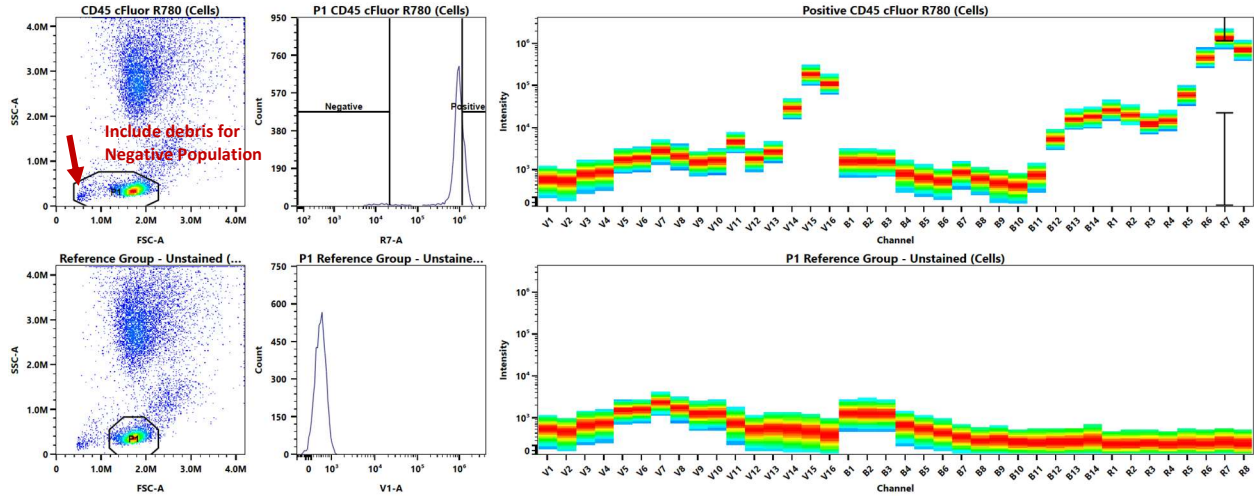 CD45 cFluor R780 (Cells)
SSC-A
4.0M
3.0M
2.0M
1.0M
0
Include debris for
Negative Population
P1
0 1.0M 2.0M 3.0M 4.0M
FSC-A
P1 CD45 cFluor R780 (Cells)
Count
950
760
570
380
190
0
Negative
Positive
-10² 10³ 10⁴ 10⁵ 10⁶
R7-A
Positive CD45 cFluor R780 (Cells)
Intensity
10⁶
10⁵
10⁴
10³
0
V1 V2 V3 V4 V5 V6 V7 V8 V9 V10 V11 V12 V13 V14 V15 V16 B1 B2 B3 B4 B5 B6 B7 B8 B9 B10 B11 B12 B13 B14 R1 R2 R3 R4 R5 R6 R7 R8
Channel
Reference Group - Unstained (...
SSC-A
4.0M
3.0M
2.0M
1.0M
0
P1
0 1.0M 2.0M 3.0M 4.0M
FSC-A
P1 Reference Group - Unstaine...
Count
750
600
450
300
150
0
0 10³ 10⁴ 10⁵ 10⁶
V1-A
P1 Reference Group - Unstained (Cells)
Intensity
10⁶
10⁵
10⁴
10³
0
V1 V2 V3 V4 V5 V6 V7 V8 V9 V10 V11 V12 V13 V14 V15 V16 B1 B2 B3 B4 B5 B6 B7 B8 B9 B10 B11 B12 B13 B14 R1 R2 R3 R4 R5 R6 R7 R8
Channel